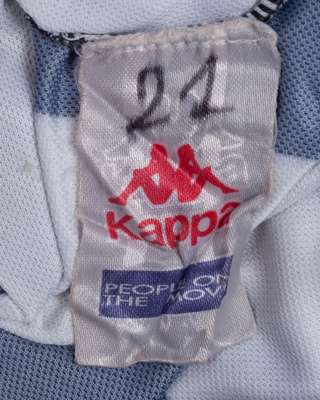 21
Kappa
PEOPLE ON
THE MOVE